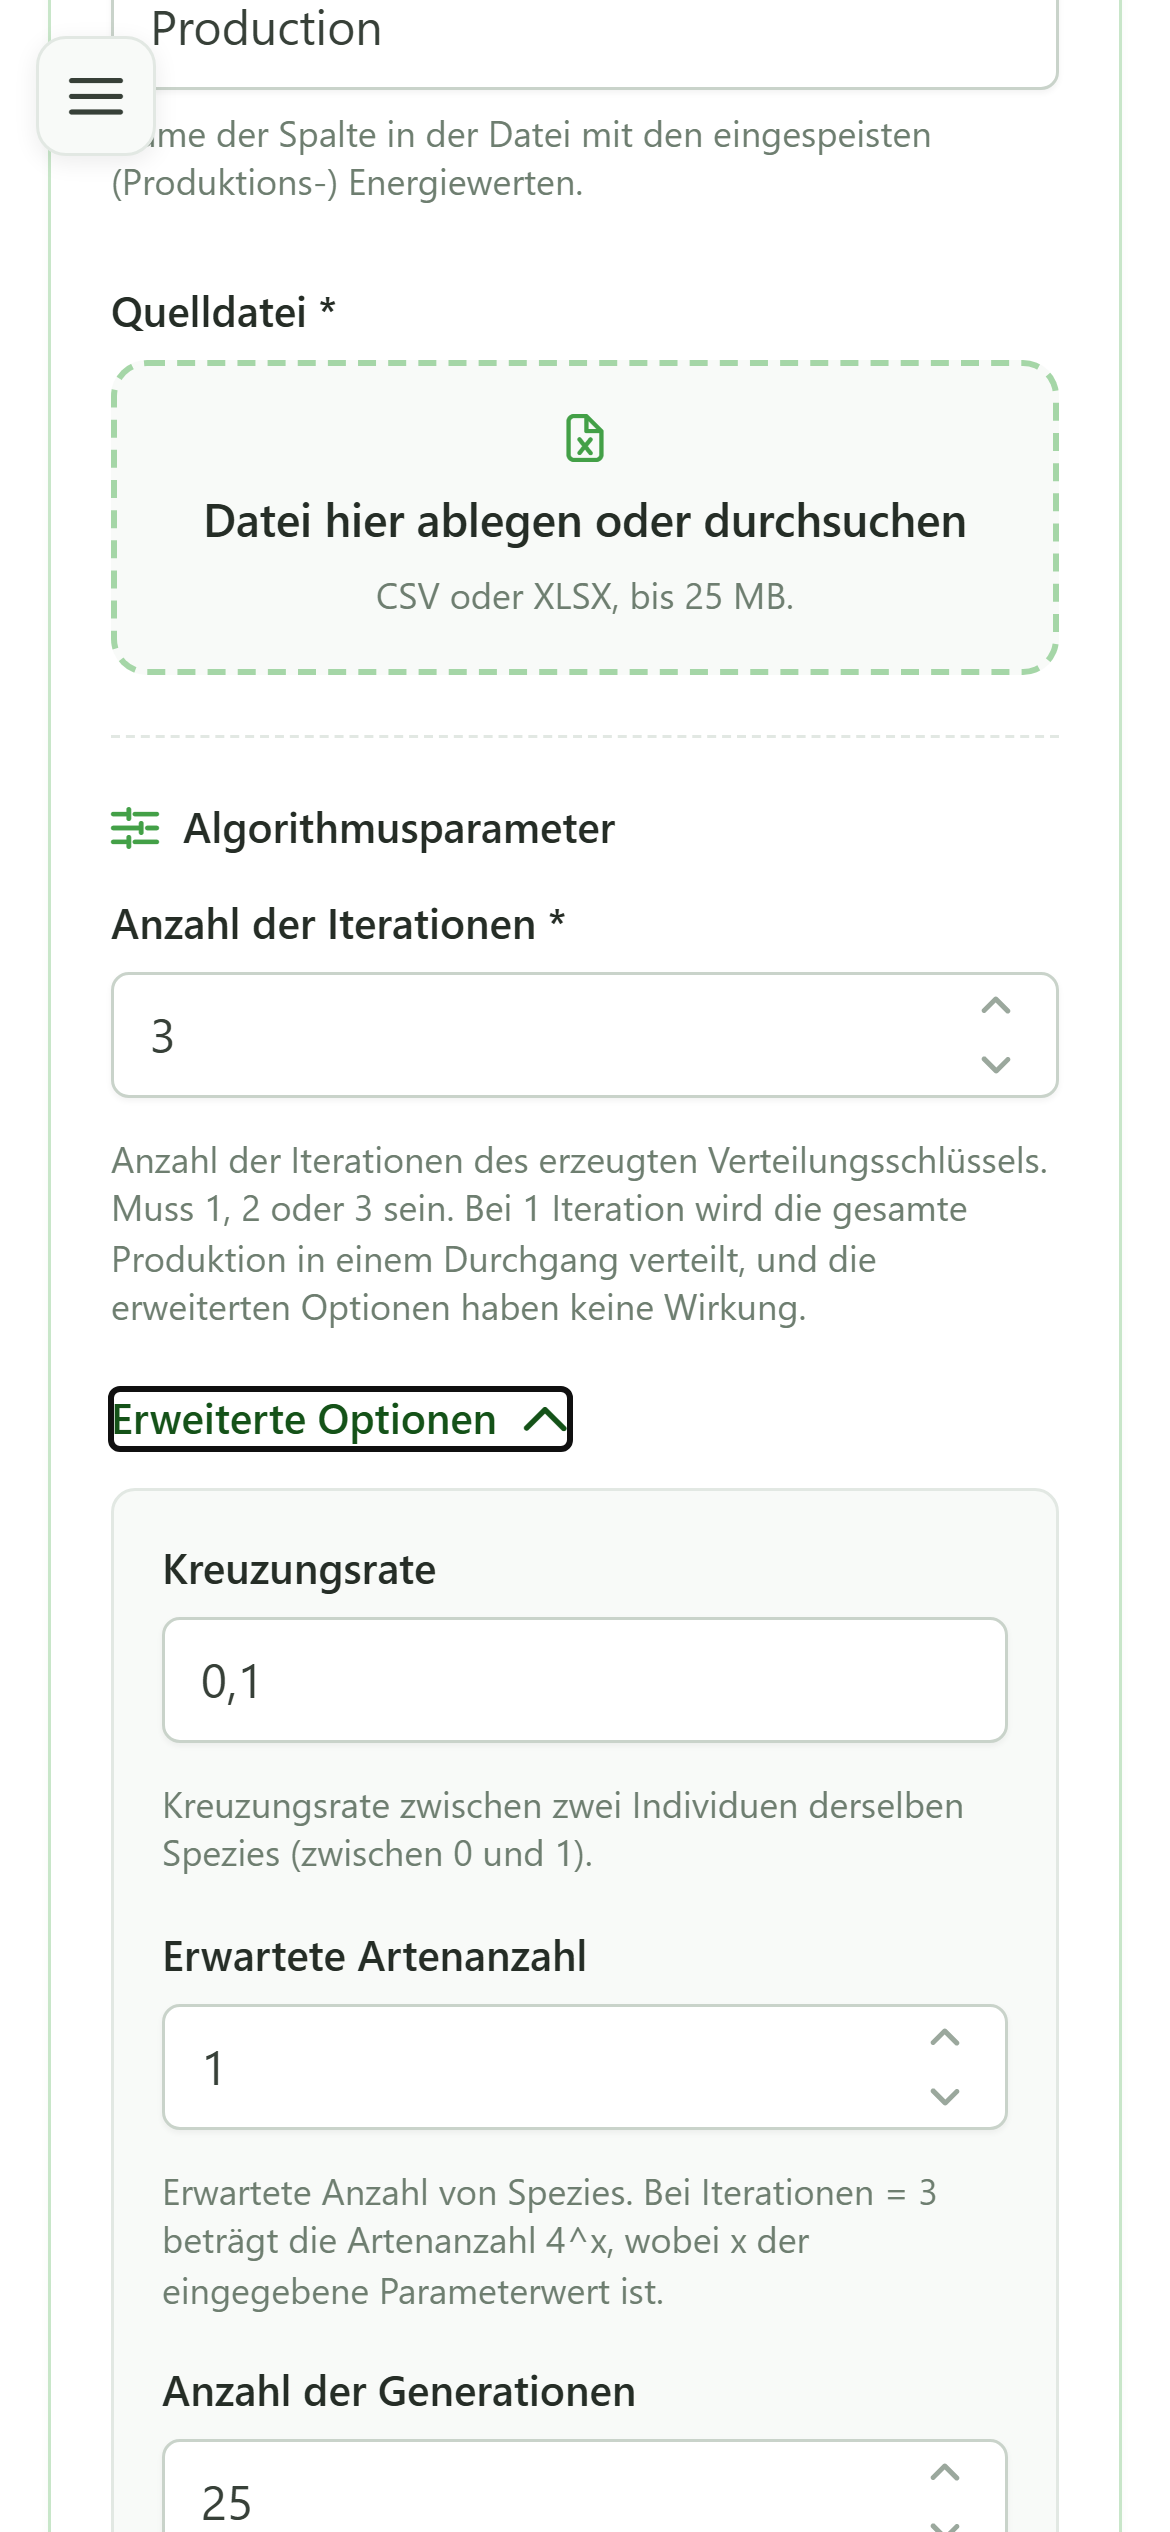 Production
der Spalte in der Datei mit den eingespeisten
(Produktions-) Energiewerten.
Quelldatei *
Datei hier ablegen oder durchsuchen
CSV oder XLSX, bis 25 MB.
Algorithmusparameter
Anzahl der Iterationen *
3
Anzahl der Iterationen des erzeugten Verteilungsschlüssels.
Muss 1, 2 oder 3 sein. Bei 1 Iteration wird die gesamte
Produktion in einem Durchgang verteilt, und die
erweiterten Optionen haben keine Wirkung.
Erweiterte Optionen
Kreuzungsrate
0,1
Kreuzungsrate zwischen zwei Individuen derselben
Spezies (zwischen 0 und 1).
Erwartete Artenanzahl
1
Erwartete Anzahl von Spezies. Bei Iterationen = 3
beträgt die Artenanzahl 4^x, wobei x der
eingegebene Parameterwert ist.
Anzahl der Generationen
25